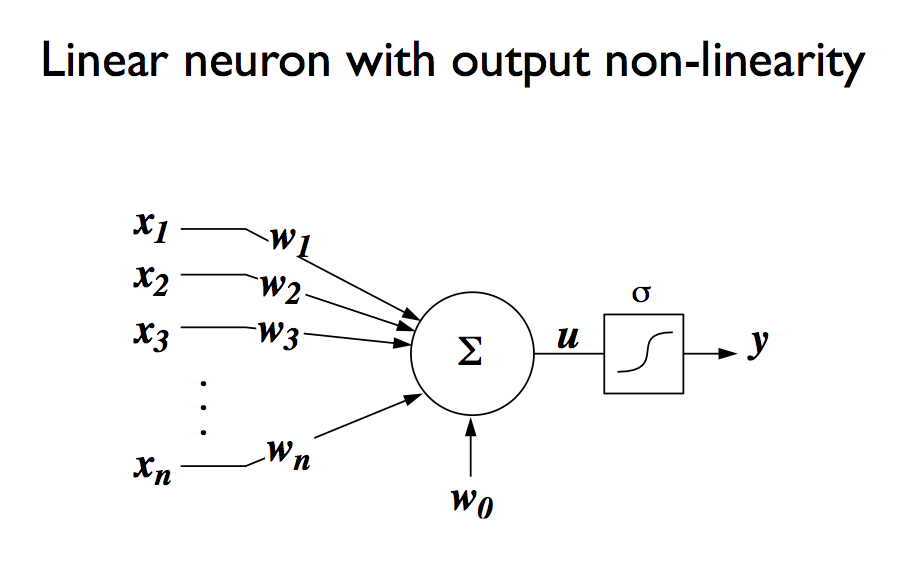 Linear neuron with output non-linearity
x1 w1
x2 w2
x3 w3
σ
Σ u y
xn wn
w0